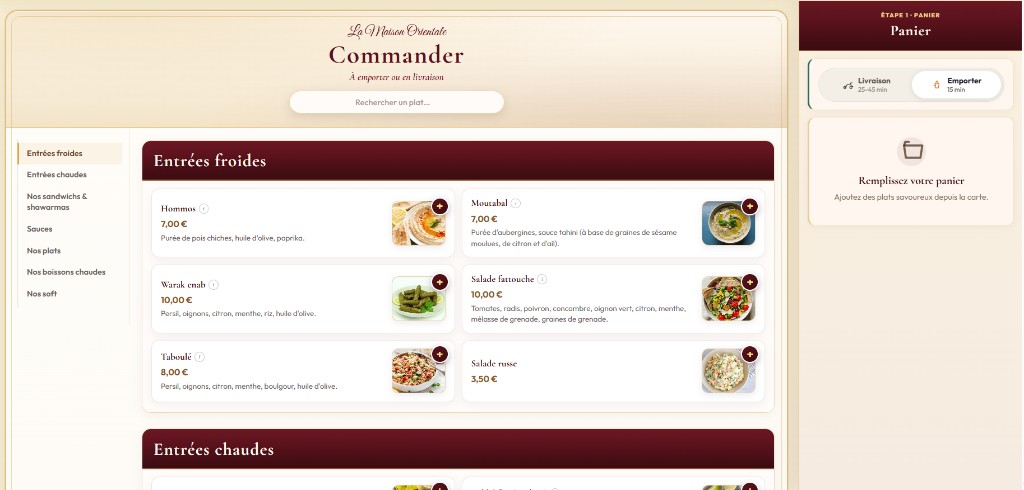 La Maison Orientale
Commander
À emporter ou en livraison
Rechercher un plat...
Entrées froides
Entrées chaudes
Nos sandwichs &
shawarmas
Sauces
Nos plats
Nos boissons chaudes
Nos soft
Entrées froides
Hommos
7,00 €
Purée de pois chiches, huile d'olive, paprika.
+
Moutabal
7,00 €
Purée d'aubergines, sauce tahini (à base de graines de sésame
moulues, de citron et d'ail).
+
Warak enab
10,00 €
Persil, oignons, citron, menthe, riz, huile d'olive.
+
Salade fattouche
10,00 €
Tomates, radis, poivron, concombre, oignon vert, citron, menthe,
mélasse de grenade, graines de grenade.
+
Taboulé
8,00 €
Persil, oignons, citron, menthe, boulgour, huile d'olive.
+
Salade russe
3,50 €
+
Entrées chaudes
ÉTAPE 1 · PANIER
Panier
Livraison
25-45 min
Emporter
15 min
Remplissez votre panier
Ajoutez des plats savoureux depuis la carte.